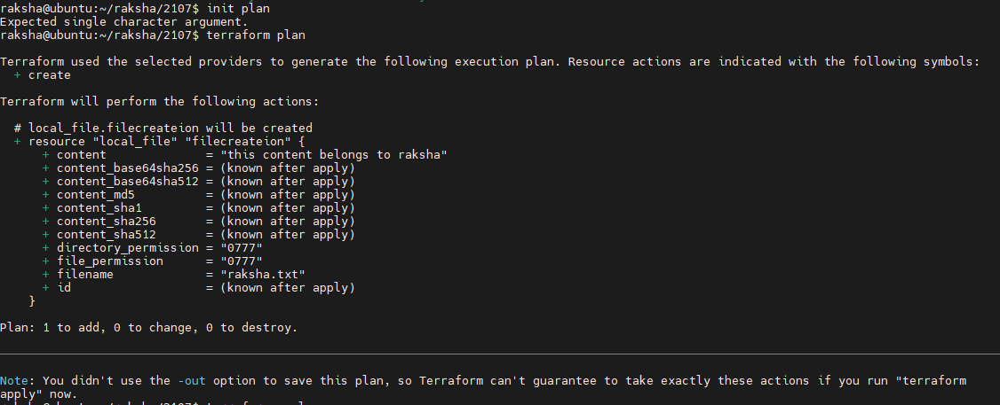 raksha@ubuntu:~/raksha/2107$ init plan
Expected single character argument.
raksha@ubuntu:~/raksha/2107$ terraform plan
Terraform used the selected providers to generate the following execution plan. Resource actions are indicated with the following symbols:
  + create
Terraform will perform the following actions:
  # local_file.filecreateion will be created
  + resource "local_file" "filecreateion" {
      + content              = "this content belongs to raksha"
      + content_base64sha256 = (known after apply)
      + content_base64sha512 = (known after apply)
      + content_md5          = (known after apply)
      + content_sha1         = (known after apply)
      + content_sha256       = (known after apply)
      + content_sha512       = (known after apply)
      + directory_permission = "0777"
      + file_permission      = "0777"
      + filename             = "raksha.txt"
      + id                   = (known after apply)
    }
Plan: 1 to add, 0 to change, 0 to destroy.
Note: You didn't use the -out option to save this plan, so Terraform can't guarantee to take exactly these actions if you run "terraform
apply" now.